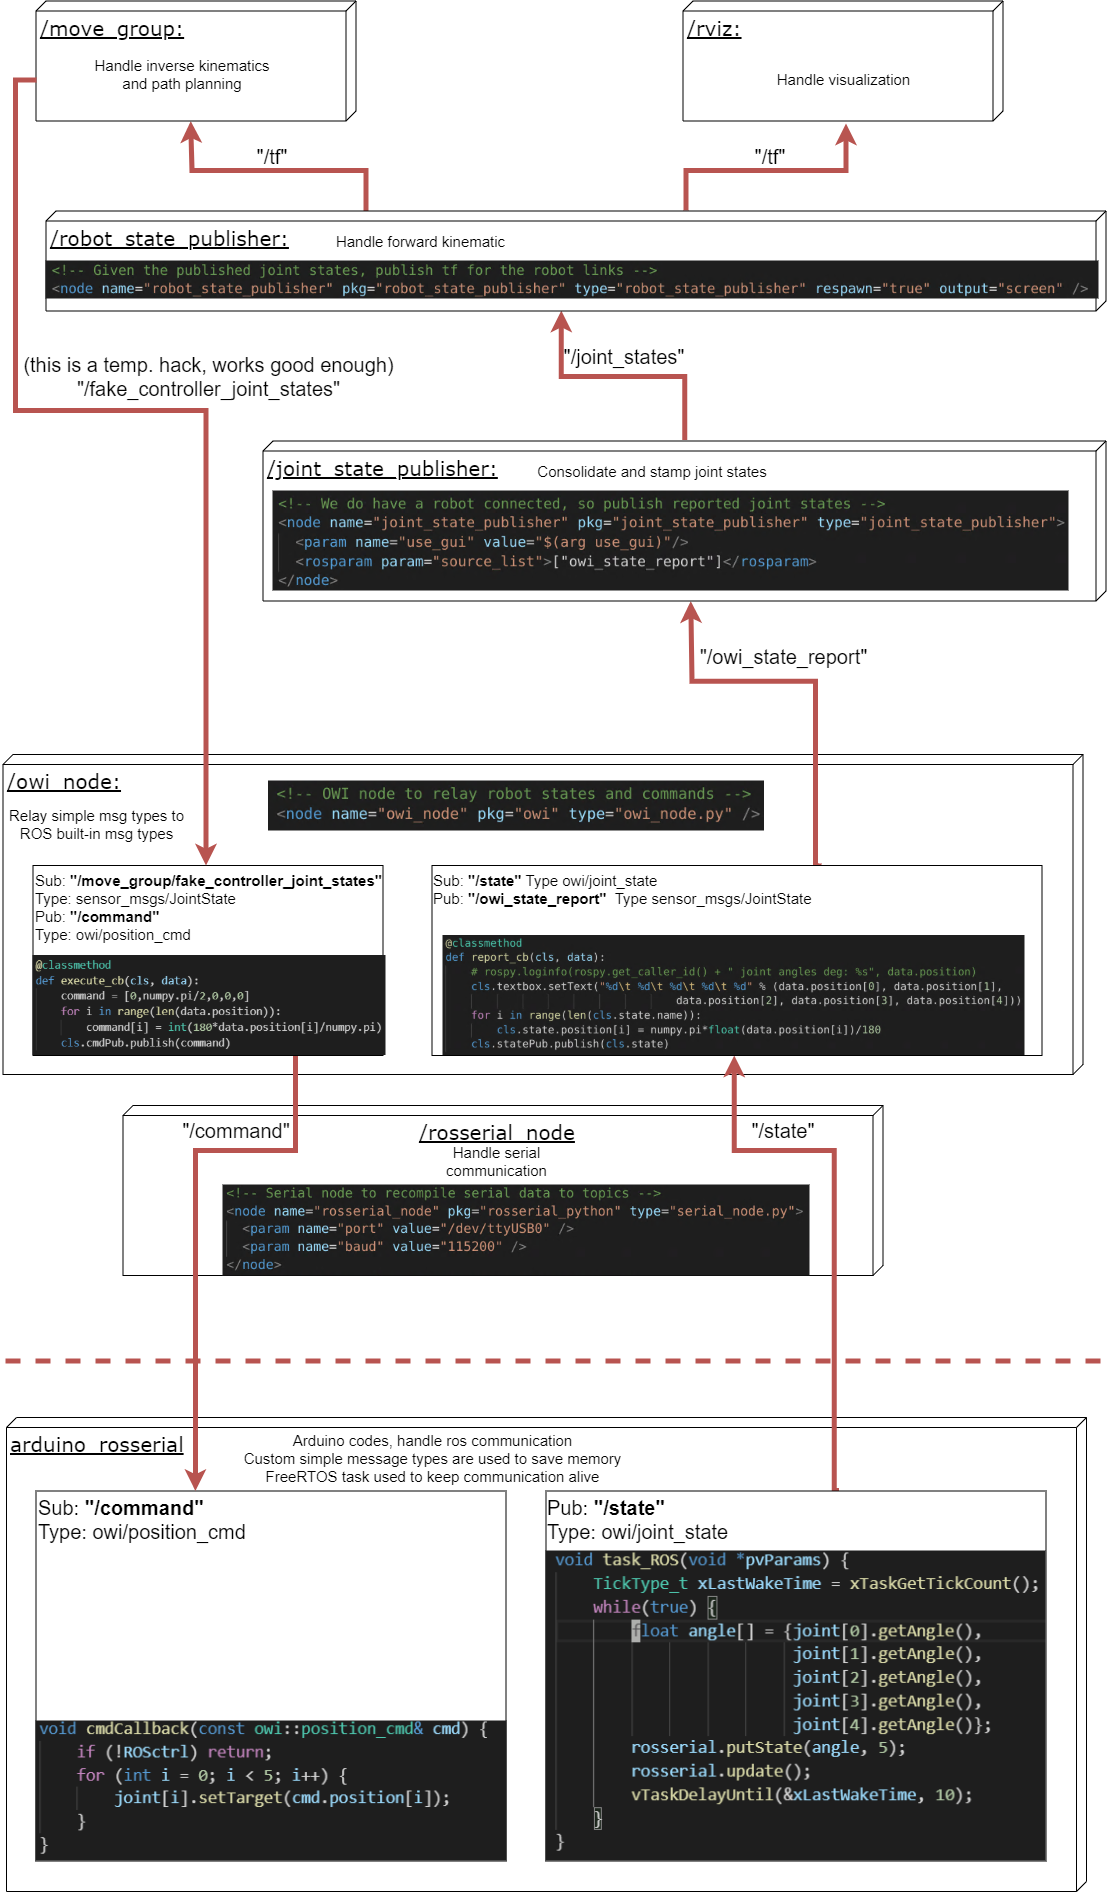 /move_group:
Handle inverse kinematics
and path planning
/rviz:
Handle visualization
"/tf"
"/tf"
/robot_state_publisher:
Handle forward kinematic
<!-- Given the published joint states, publish tf for the robot links -->
<node name="robot_state_publisher" pkg="robot_state_publisher" type="robot_state_publisher" respawn="true" output="screen" />
(this is a temp. hack, works good enough)
"/fake_controller_joint_states"
"/joint_states"
/joint_state_publisher:
Consolidate and stamp joint states
<!-- We do have a robot connected, so publish reported joint states -->
<node name="joint_state_publisher" pkg="joint_state_publisher" type="joint_state_publisher">
<param name="use_gui" value="$(arg use_gui)"/>
<rosparam param="source_list">["owi_state_report"]</rosparam>
</node>
"/owi_state_report"
/owi_node:
Relay simple msg types to
ROS built-in msg types
<!-- OWI node to relay robot states and commands -->
<node name="owi_node" pkg="owi" type="owi_node.py" />
Sub: "/move_group/fake_controller_joint_states"
Type: sensor_msgs/JointState
Pub: "/command"
Type: owi/position_cmd
@classmethod
def execute_cb(cls, data):
command = [0,numpy.pi/2,0,0,0]
for i in range(len(data.position)):
command[i] = int(180*data.position[i]/numpy.pi)
cls.cmdPub.publish(command)
Sub: "/state" Type owi/joint_state
Pub: "/owi_state_report" Type sensor_msgs/JointState
@classmethod
def report_cb(cls, data):
# rospy.loginfo(rospy.get_caller_id() + " joint angles deg: %s", data.position)
cls.textbox.setText("%d\t %d\t %d\t %d\t %d" % (data.position[0], data.position[1],
data.position[2], data.position[3], data.position[4]))
for i in range(len(cls.state.name)):
cls.state.position[i] = numpy.pi*float(data.position[i])/180
cls.statePub.publish(cls.state)
"/command"
/rosserial_node
Handle serial
communication
"/state"
<!-- Serial node to recompile serial data to topics -->
<node name="rosserial_node" pkg="rosserial_python" type="serial_node.py">
<param name="port" value="/dev/ttyUSB0" />
<param name="baud" value="115200" />
</node>
arduino_rosserial
Arduino codes, handle ros communication
Custom simple message types are used to save memory
FreeRTOS task used to keep communication alive
Sub: "/command"
Type: owi/position_cmd
void cmdCallback(const owi::position_cmd& cmd) {
if (!ROSctrl) return;
for (int i = 0; i < 5; i++) {
joint[i].setTarget(cmd.position[i]);
}
}
Pub: "/state"
Type: owi/joint_state
void task_ROS(void *pvParams) {
TickType_t xLastWakeTime = xTaskGetTickCount();
while(true) {
float angle[] = {joint[0].getAngle(),
joint[1].getAngle(),
joint[2].getAngle(),
joint[3].getAngle(),
joint[4].getAngle()};
rosserial.putState(angle, 5);
rosserial.update();
vTaskDelayUntil(&xLastWakeTime, 10);
}
}